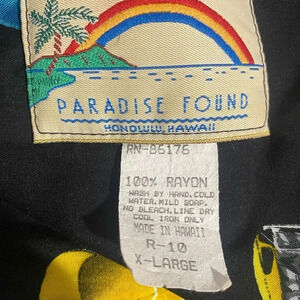 PARADISE FOUND
HONOLULU, HAWAII
RN-86176
100% RAYON
WASH BY HAND, COLD
WATER. MILD SOAP.
NO BLEACH. LINE DRY
COOL IRON ONLY
MADE IN HAWAII
R-10
X-LARGE